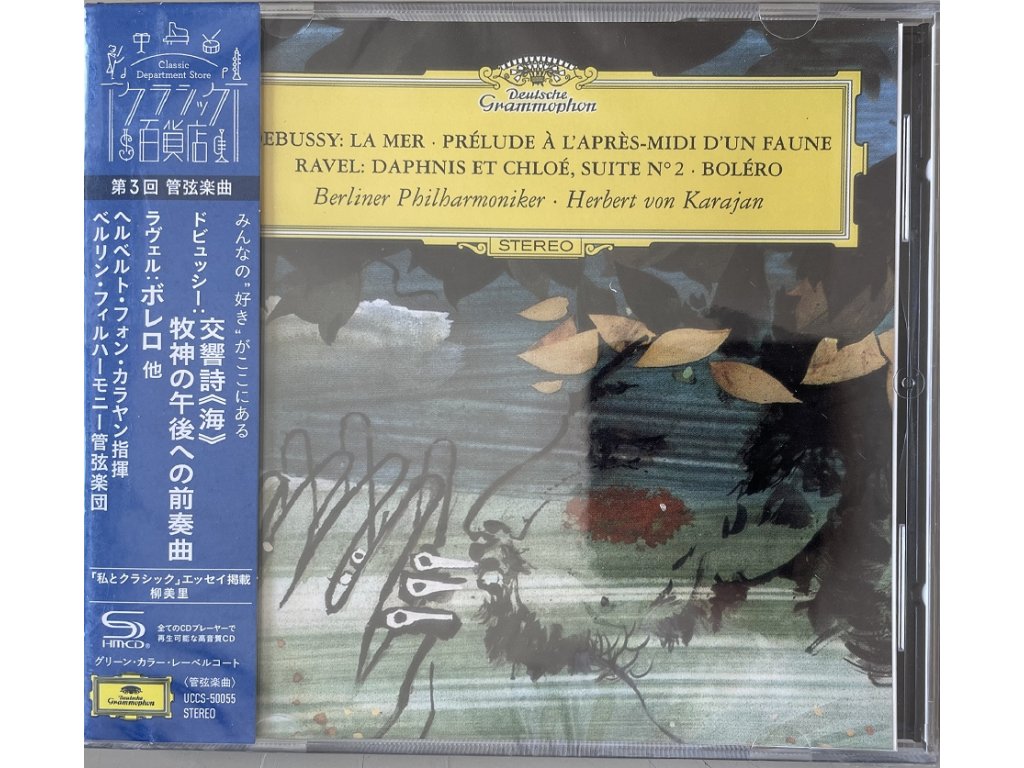 Classic
Department Store
クラシック
百貨店
第3回 管弦楽曲
みんなの"好き"がここにある
ドビュッシー:交響詩《海》
牧神の午後への前奏曲
ラヴェル:ボレロ 他
ヘルベルト・フォン・カラヤン指揮
ベルリン・フィルハーモニー管弦楽団
「私とクラシック」エッセイ掲載
柳美里
SHMCD®
全てのCDプレーヤーで
再生可能な高音質CD
グリーン・カラー・レーベルコート
Deutsche
Grammophon
〈管弦楽曲〉
UCCS-50055
STEREO
Deutsche
Grammophon
DEBUSSY: LA MER · PRÉLUDE À L'APRÈS-MIDI D'UN FAUNE
RAVEL: DAPHNIS ET CHLOÉ, SUITE N° 2 · BOLÉRO
Berliner Philharmoniker · Herbert von Karajan
STEREO